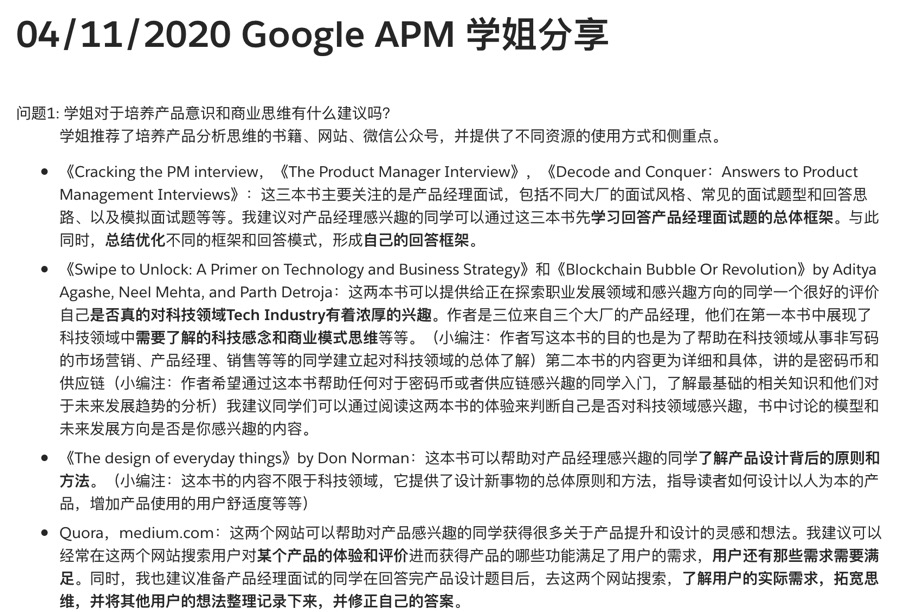 04/11/2020 Google APM 学姐分享
问题1: 学姐对于培养产品意识和商业思维有什么建议吗?
学姐推荐了培养产品分析思维的书籍、网站、微信公众号，并提供了不同资源的使用方式和侧重点。
• 《Cracking the PM interview，《The Product Manager Interview》，《Decode and Conquer：Answers to Product
Management Interviews》：这三本书主要关注的是产品经理面试，包括不同大厂的面试风格、常见的面试题型和回答思
路、以及模拟面试题等等。我建议对产品经理感兴趣的同学可以通过这三本书先学习回答产品经理面试题的总体框架。与此
同时，总结优化不同的框架和回答模式，形成自己的回答框架。
• 《Swipe to Unlock: A Primer on Technology and Business Strategy》和《Blockchain Bubble Or Revolution》by Aditya
Agashe, Neel Mehta, and Parth Detroja：这两本书可以提供给正在探索职业发展领域和感兴趣方向的同学一个很好的评价
自己是否真的对科技领域Tech Industry有着浓厚的兴趣。作者是三位来自三个大厂的产品经理，他们在第一本书中展现了
科技领域中需要了解的科技感念和商业模式思维等等。（小编注：作者写这本书的目的也是为了帮助在科技领域从事非写码
的市场营销、产品经理、销售等等的同学建立起对科技领域的总体了解）第二本书的内容更为详细和具体，讲的是密码币和
供应链（小编注：作者希望通过这本书帮助任何对于密码币或者供应链感兴趣的同学入门，了解最基础的相关知识和他们对
于未来发展趋势的分析）我建议同学们可以通过阅读这两本书的体验来判断自己是否对科技领域感兴趣，书中讨论的模型和
未来发展方向是否是你感兴趣的内容。
• 《The design of everyday things》by Don Norman：这本书可以帮助对产品经理感兴趣的同学了解产品设计背后的原则和
方法。（小编注：这本书的内容不限于科技领域，它提供了设计新事物的总体原则和方法，指导读者如何设计以人为本的产
品，增加产品使用的用户舒适度等等）
• Quora，medium.com：这两个网站可以帮助对产品感兴趣的同学获得很多关于产品提升和设计的灵感和想法。我建议可以
经常在这两个网站搜索用户对某个产品的体验和评价进而获得产品的哪些功能满足了用户的需求，用户还有那些需求需要满
足。同时，我也建议准备产品经理面试的同学在回答完产品设计题目后，去这两个网站搜索，了解用户的实际需求，拓宽思
维，并将其他用户的想法整理记录下来，并修正自己的答案。